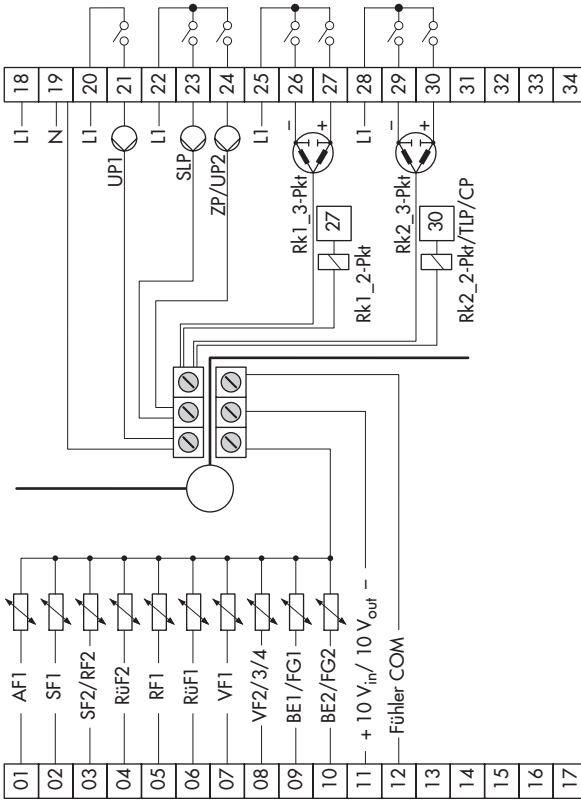 18
19
20
21
22
23
24
25
26
27
28
29
30
31
32
33
34
L1
N
L1
UP1
L1
SLP
ZP/UP2
L1
–
+
Rk1_3-Pkt
27
Rk1_2-Pkt
L1
–
+
Rk2_3-Pkt
30
Rk2_2-Pkt/TLP/CP
AF1
SF1
SF2/RF2
RüF2
RF1
RüF1
VF1
VF2/3/4
BE1/FG1
BE2/FG2
+ 10 Vin/ 10 Vout –
Fühler COM
01
02
03
04
05
06
07
08
09
10
11
12
13
14
15
16
17